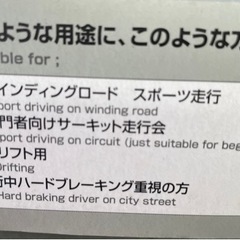 ような用途に、このような方
ble for ;
インディングロード スポーツ走行
port driving on winding road
門者向けサーキット走行会
port driving on circuit (just suitable for beg
リフト用
Drifting
街中ハードブレーキング重視の方
Hard braking driver on city street